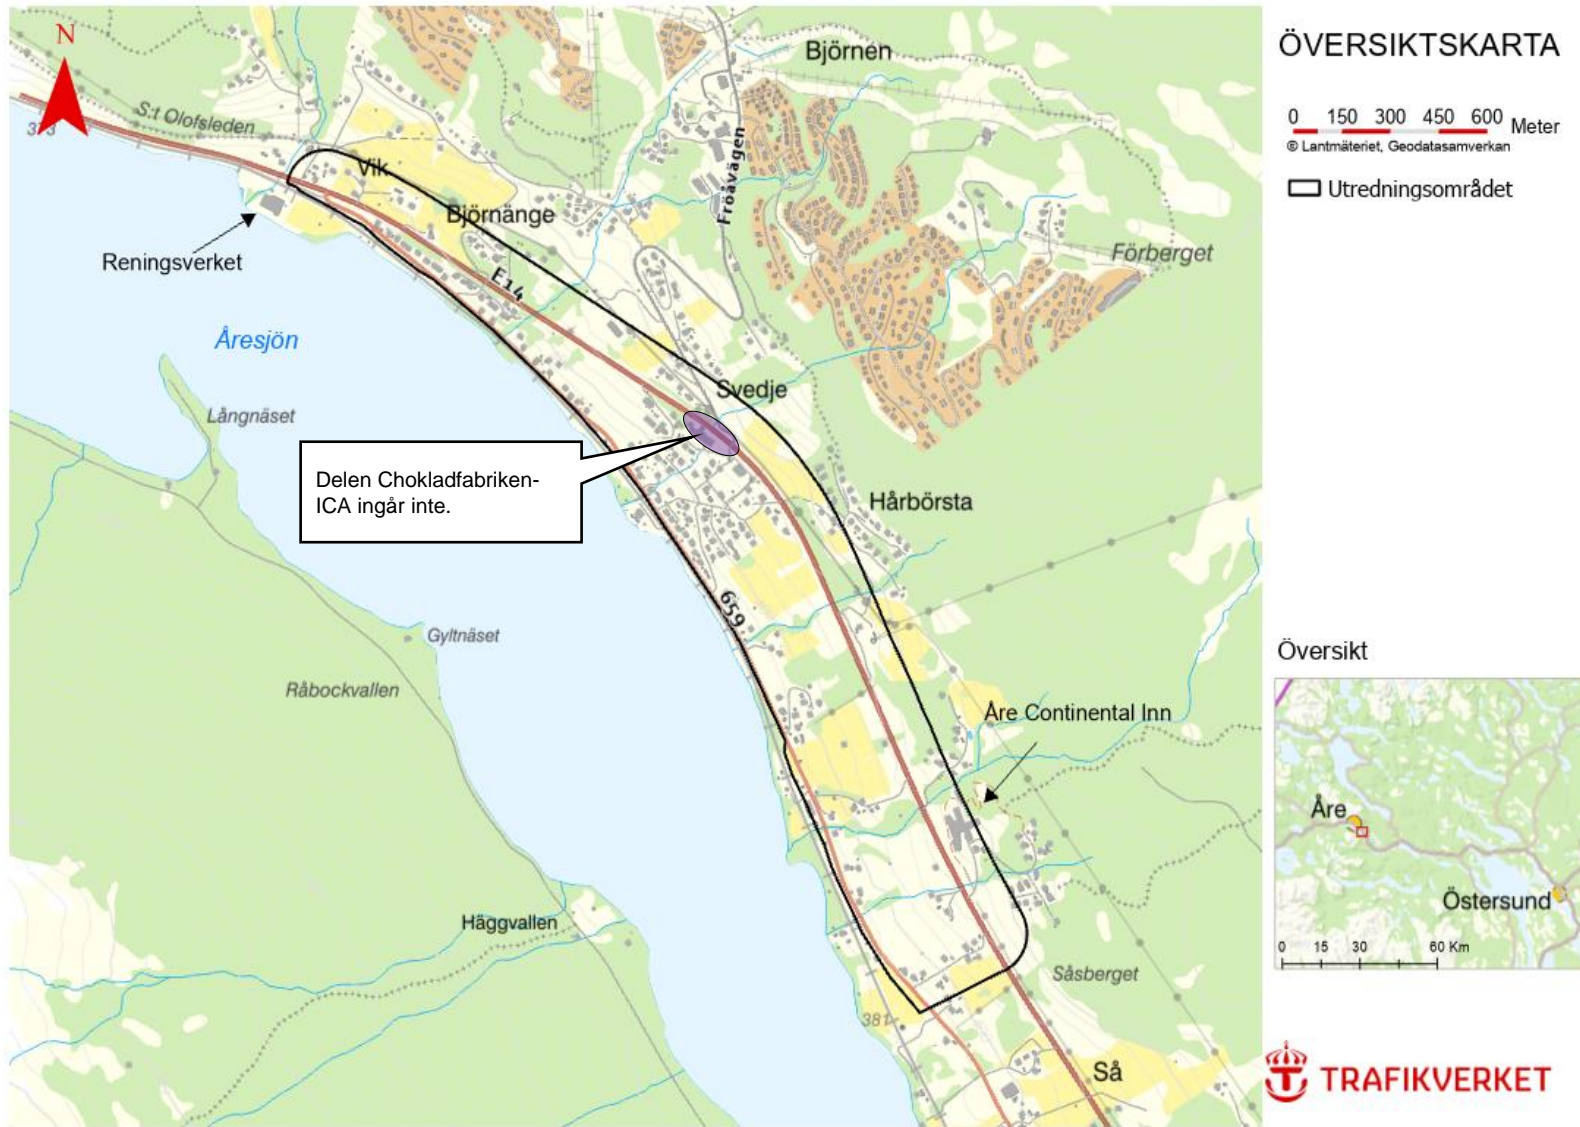 N
ÖVERSIKTSKARTA
0 150 300 450 600 Meter
© Lantmäteriet, Geodatasamverkan
Utredningsområdet
Björnen
373
S:t Olofsleden
Vik
Fröåvägen
Björnänge
Förberget
Reningsverket
E14
Åresjön
Svedje
Långnäset
Delen Chokladfabriken-
ICA ingår inte.
Hårbörsta
659
Gyltnäset
Råbockvallen
Åre Continental Inn
Häggvallen
Såsberget
381
Så
Översikt
Åre
Östersund
0 15 30 60 Km
TRAFIKVERKET